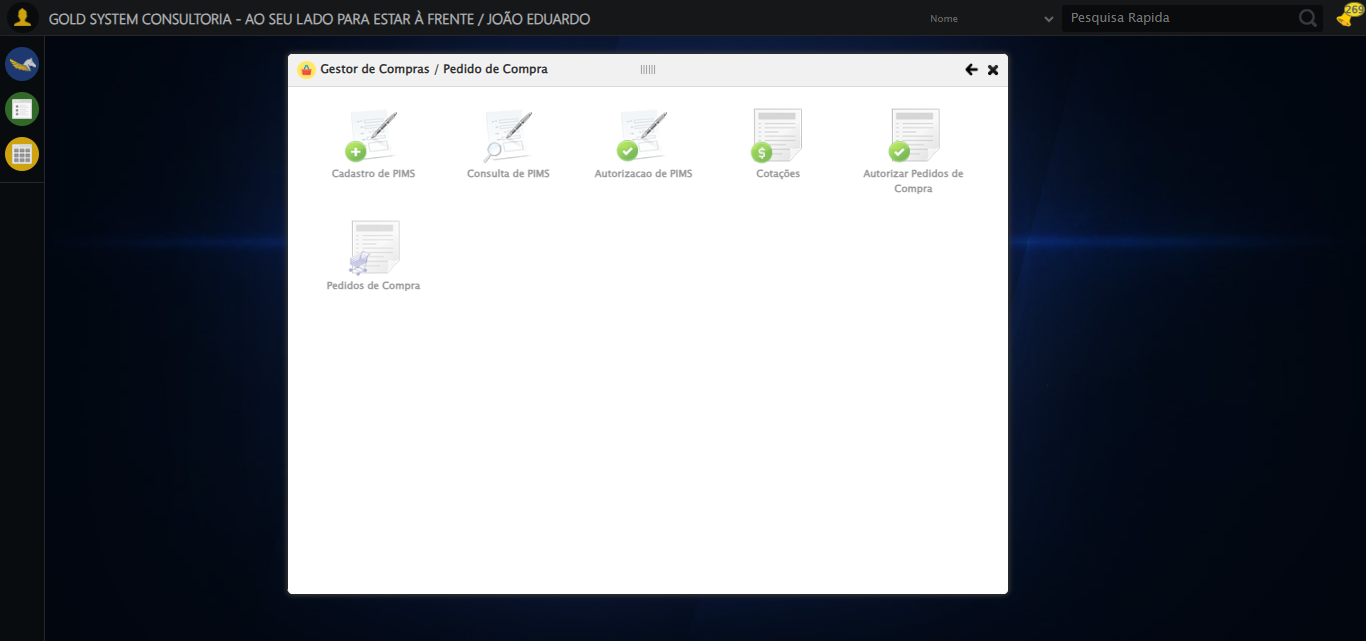 GOLD SYSTEM CONSULTORIA - AO SEU LADO PARA ESTAR À FRENTE / JOÃO EDUARDO
Nome
Pesquisa Rapida
269
Gestor de Compras / Pedido de Compra
Cadastro de PIMS
Consulta de PIMS
Autorizacao de PIMS
Cotações
Autorizar Pedidos de
Compra
Pedidos de Compra